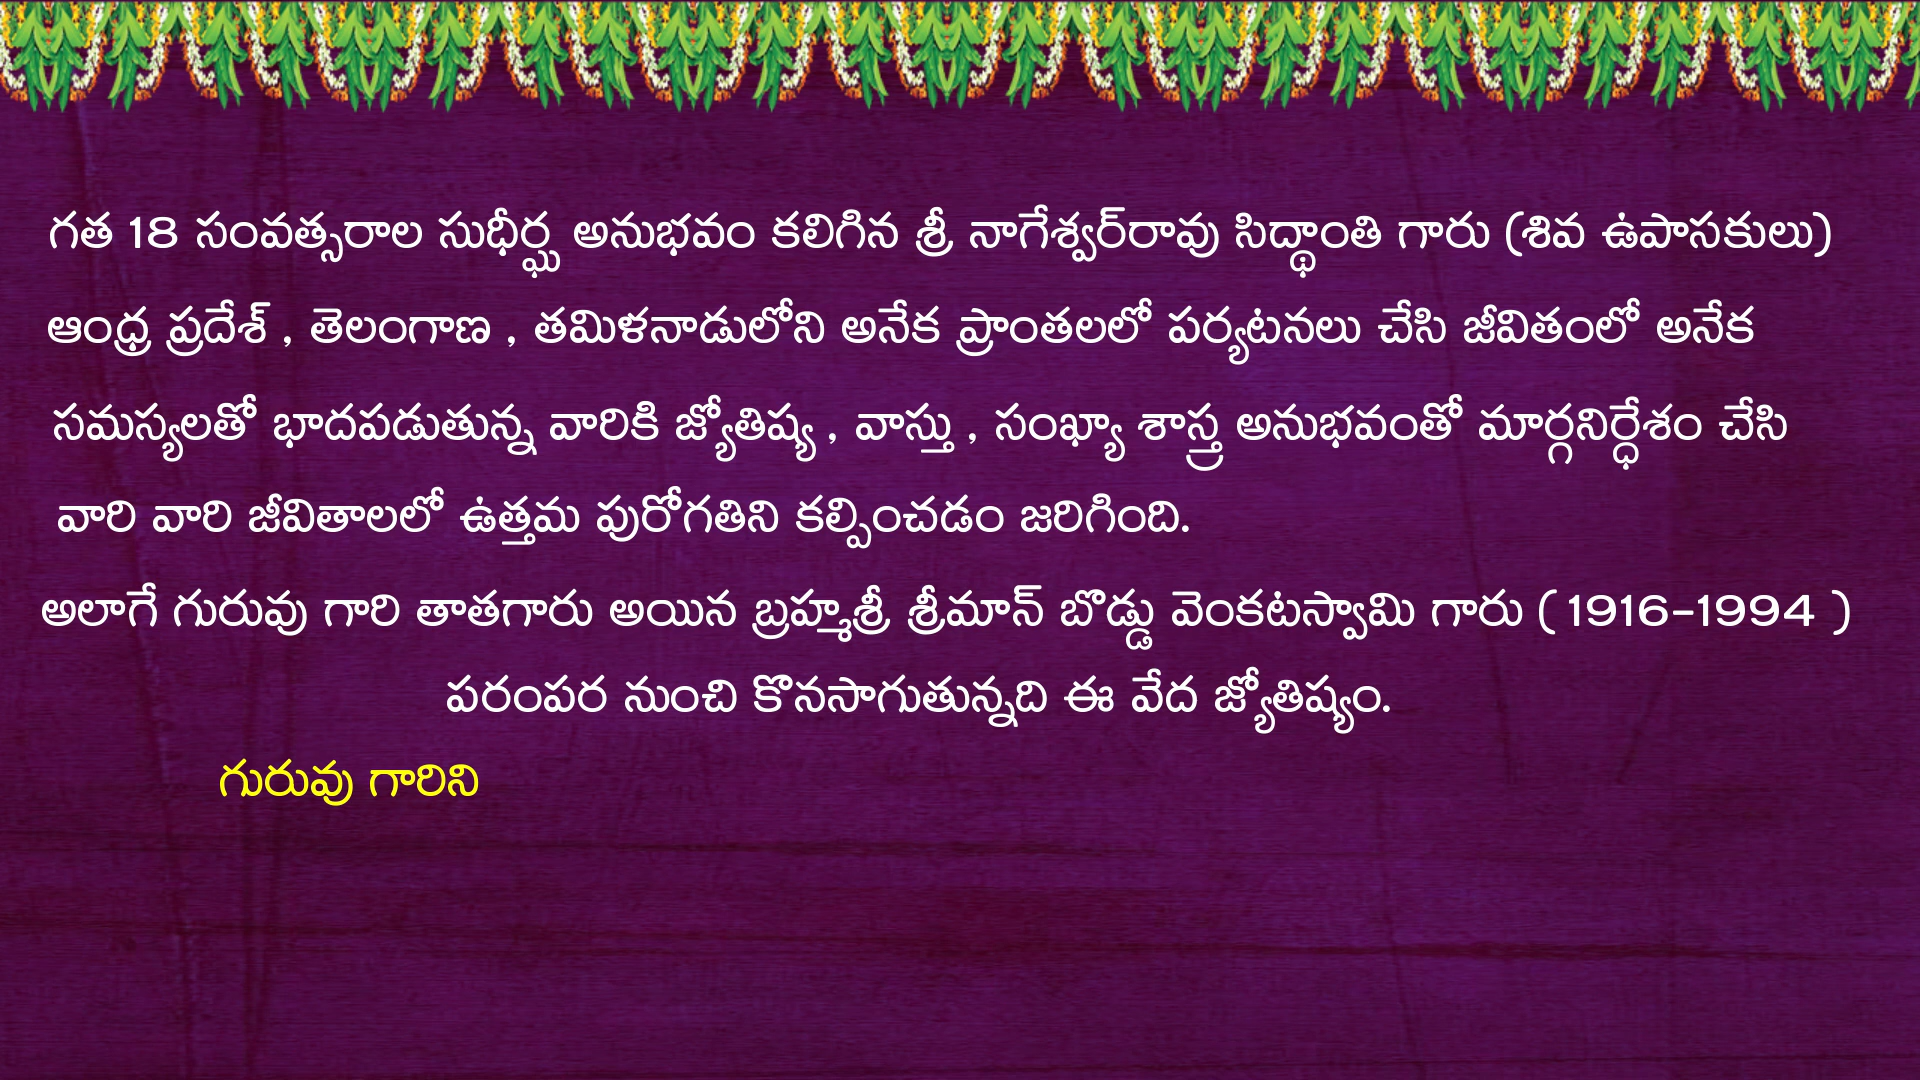 గత 18 సంవత్సరాల సుధీర్ఘ అనుభవం కలిగిన శ్రీ నాగేశ్వర్‌రావు సిద్ధాంతి గారు (శివ ఉపాసకులు)
ఆంధ్ర ప్రదేశ్ , తెలంగాణ , తమిళనాడులోని అనేక ప్రాంతలలో పర్యటనలు చేసి జీవితంలో అనేక
సమస్యలతో భాదపడుతున్న వారికి జ్యోతిష్య , వాస్తు , సంఖ్యా శాస్త్ర అనుభవంతో మార్గనిర్ధేశం చేసి
వారి వారి జీవితాలలో ఉత్తమ పురోగతిని కల్పించడం జరిగింది.
అలాగే గురువు గారి తాతగారు అయిన బ్రహ్మశ్రీ శ్రీమాన్ బొడ్డు వెంకటస్వామి గారు ( 1916-1994 )
పరంపర నుంచి కొనసాగుతున్నది ఈ వేద జ్యోతిష్యం.
గురువు గారిని